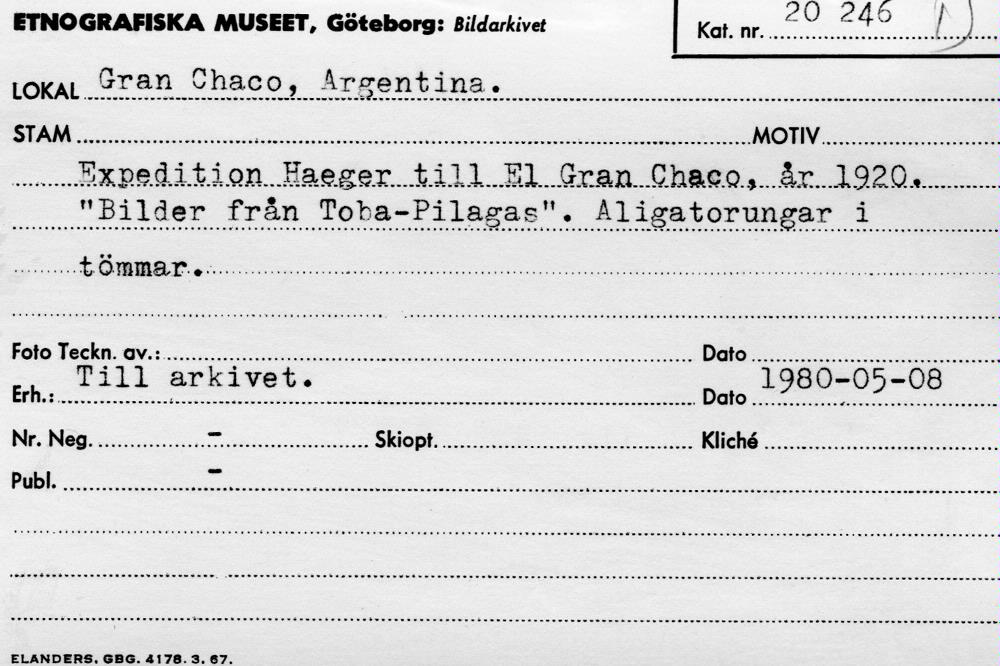 ETNOGRAFISKA MUSEET, Göteborg: Bildarkivet
Kat. nr. 20 246
LOKAL Gran Chaco, Argentina.
STAM MOTIV
Expedition Haeger till El Gran Chaco, år 1920.
"Bilder från Toba-Pilagas". Aligatorungar i
tömmar.
Foto Teckn. av.: Dato
Erh.: Till arkivet. Dato 1980-05-08
Nr. Neg. - Skiopt. Kliché
Publ. -
ELANDERS, GBG. 4178. 3. 67.